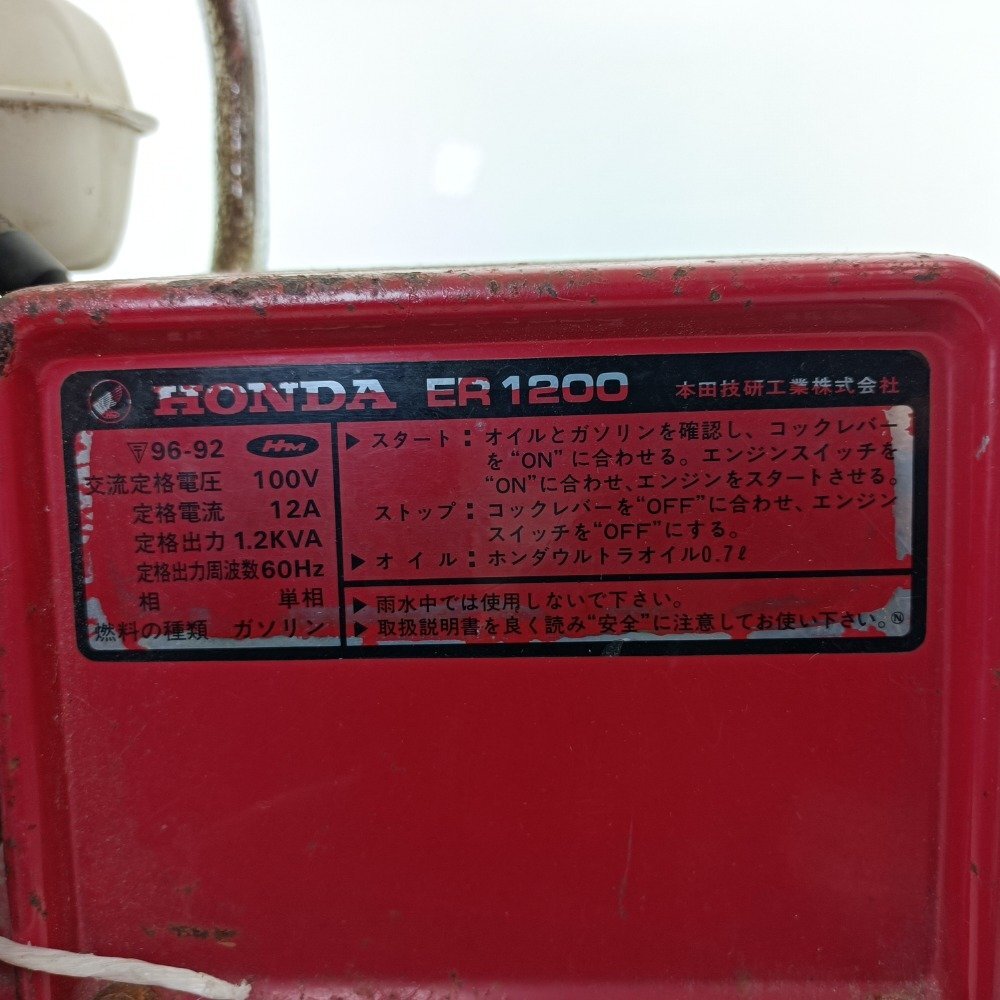 HONDA ER 1200 本田技研工業株式会社
〒96-92 HM
交流定格電圧 100V
定格電流 12A
定格出力 1.2KVA
定格出力周波数 60Hz
相 単相
燃料の種類 ガソリン
▶ スタート：オイルとガソリンを確認し、コックレバー
を“ON”に合わせる。エンジンスイッチを
“ON”に合わせ、エンジンをスタートさせる。
ストップ：コックレバーを“OFF”に合わせ、エンジン
スイッチを“OFF”にする。
▶ オイル：ホンダウルトラオイル0.7ℓ
▶ 雨水中では使用しないで下さい。
▶ 取扱説明書を良く読み“安全”に注意してお使い下さい。Ⓝ